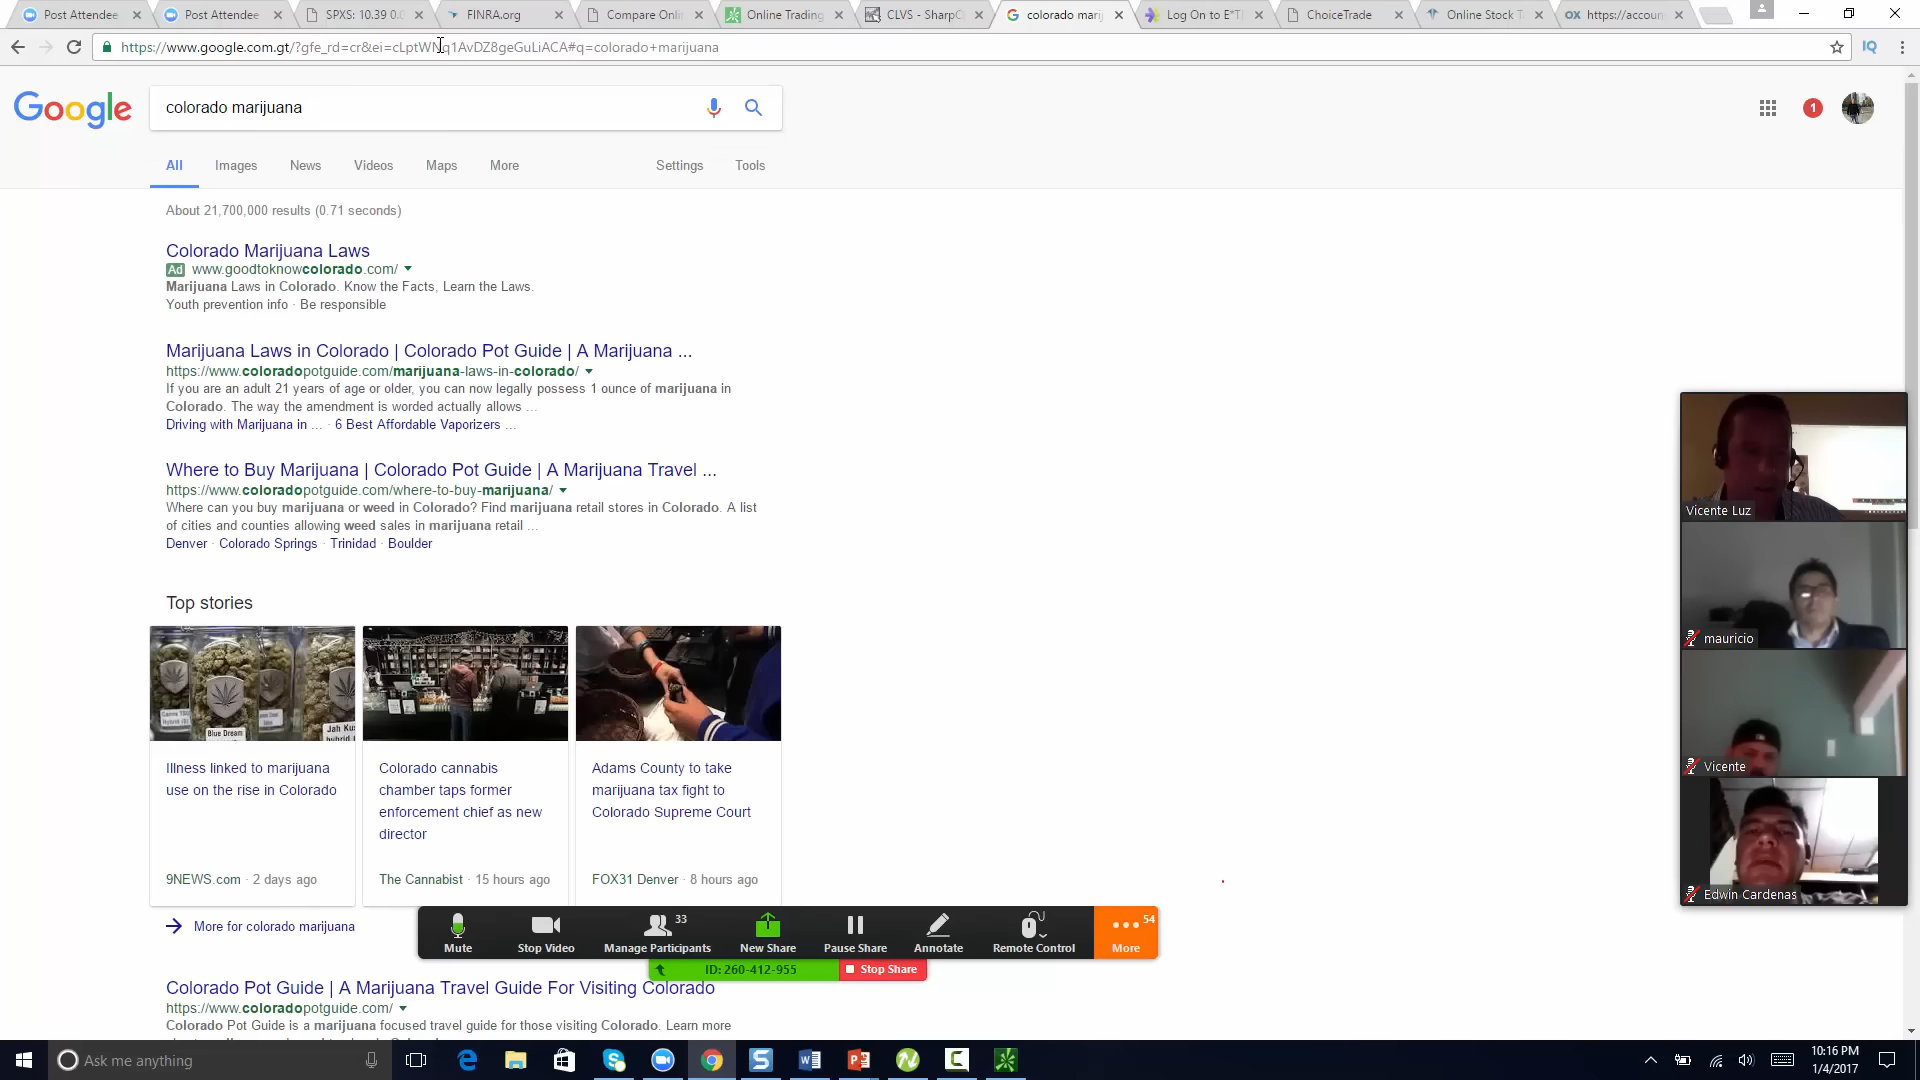 Post Attendee
Post Attendee
SPXS: 10.39 0.0
FINRA.org
Compare Onli
Online Trading
CLVS - SharpC
colorado marij
Log On to E*T
ChoiceTrade
Online Stock T
https://accoun
https://www.google.com.gt/?gfe_rd=cr&ei=cLptWNq1AvDZ8geGuLiACA#q=colorado+marijuana
Google
colorado marijuana
1
All Images News Videos Maps More Settings Tools
About 21,700,000 results (0.71 seconds)
Colorado Marijuana Laws
Ad www.goodtoknowcolorado.com/
Marijuana Laws in Colorado. Know the Facts, Learn the Laws.
Youth prevention info · Be responsible
Marijuana Laws in Colorado | Colorado Pot Guide | A Marijuana ...
https://www.coloradopotguide.com/marijuana-laws-in-colorado/
If you are an adult 21 years of age or older, you can now legally possess 1 ounce of marijuana in
Colorado. The way the amendment is worded actually allows ...
Driving with Marijuana in ... · 6 Best Affordable Vaporizers ...
Where to Buy Marijuana | Colorado Pot Guide | A Marijuana Travel ...
https://www.coloradopotguide.com/where-to-buy-marijuana/
Where can you buy marijuana or weed in Colorado? Find marijuana retail stores in Colorado. A list
of cities and counties allowing weed sales in marijuana retail ...
Denver · Colorado Springs · Trinidad · Boulder
Top stories
Blue Dream
Illness linked to marijuana
use on the rise in Colorado
9NEWS.com · 2 days ago
Colorado cannabis
chamber taps former
enforcement chief as new
director
The Cannabist · 15 hours ago
Adams County to take
marijuana tax fight to
Colorado Supreme Court
FOX31 Denver · 8 hours ago
More for colorado marijuana
Colorado Pot Guide | A Marijuana Travel Guide For Visiting Colorado
https://www.coloradopotguide.com/
Colorado Pot Guide is a marijuana focused travel guide for those visiting Colorado. Learn more
Vicente Luz
mauricio
Vicente
Edwin Cardenas
33
54
Mute
Stop Video
Manage Participants
New Share
Pause Share
Annotate
Remote Control
More
ID: 260-412-955
Stop Share
Ask me anything
10:16 PM
1/4/2017